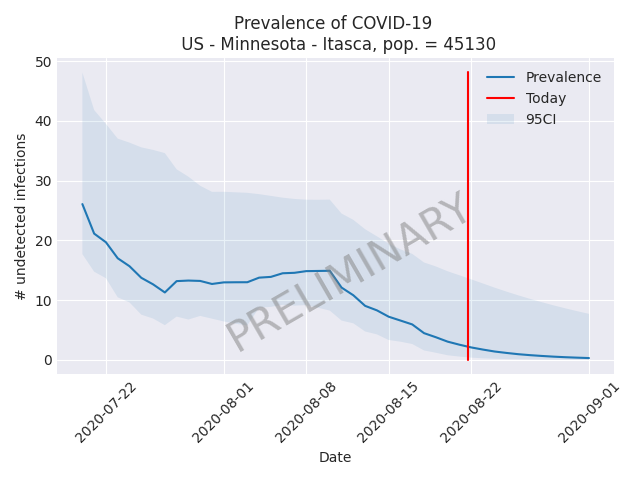 Prevalence of COVID-19
US - Minnesota - Itasca, pop. = 45130
# undetected infections
50
40
30
20
10
0
Prevalence
Today
95CI
PRELIMINARY
2020-07-22
2020-08-01
2020-08-08
2020-08-15
2020-08-22
2020-09-01
Date